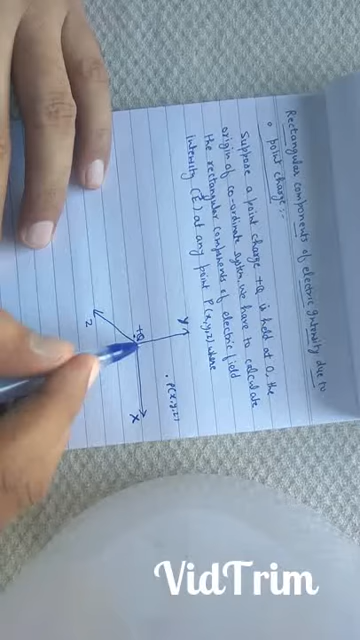 Rectangular components of electric intensity due to
a point charge:-
Suppose a point charge +Q is held at O, the
origin of co-ordinate system, we have to calculate
the rectangular components of electric field
intensity (E) at any point P(x,y,z) where
Y
.P(x,y,z)
+Q
X
Z
VidTrim